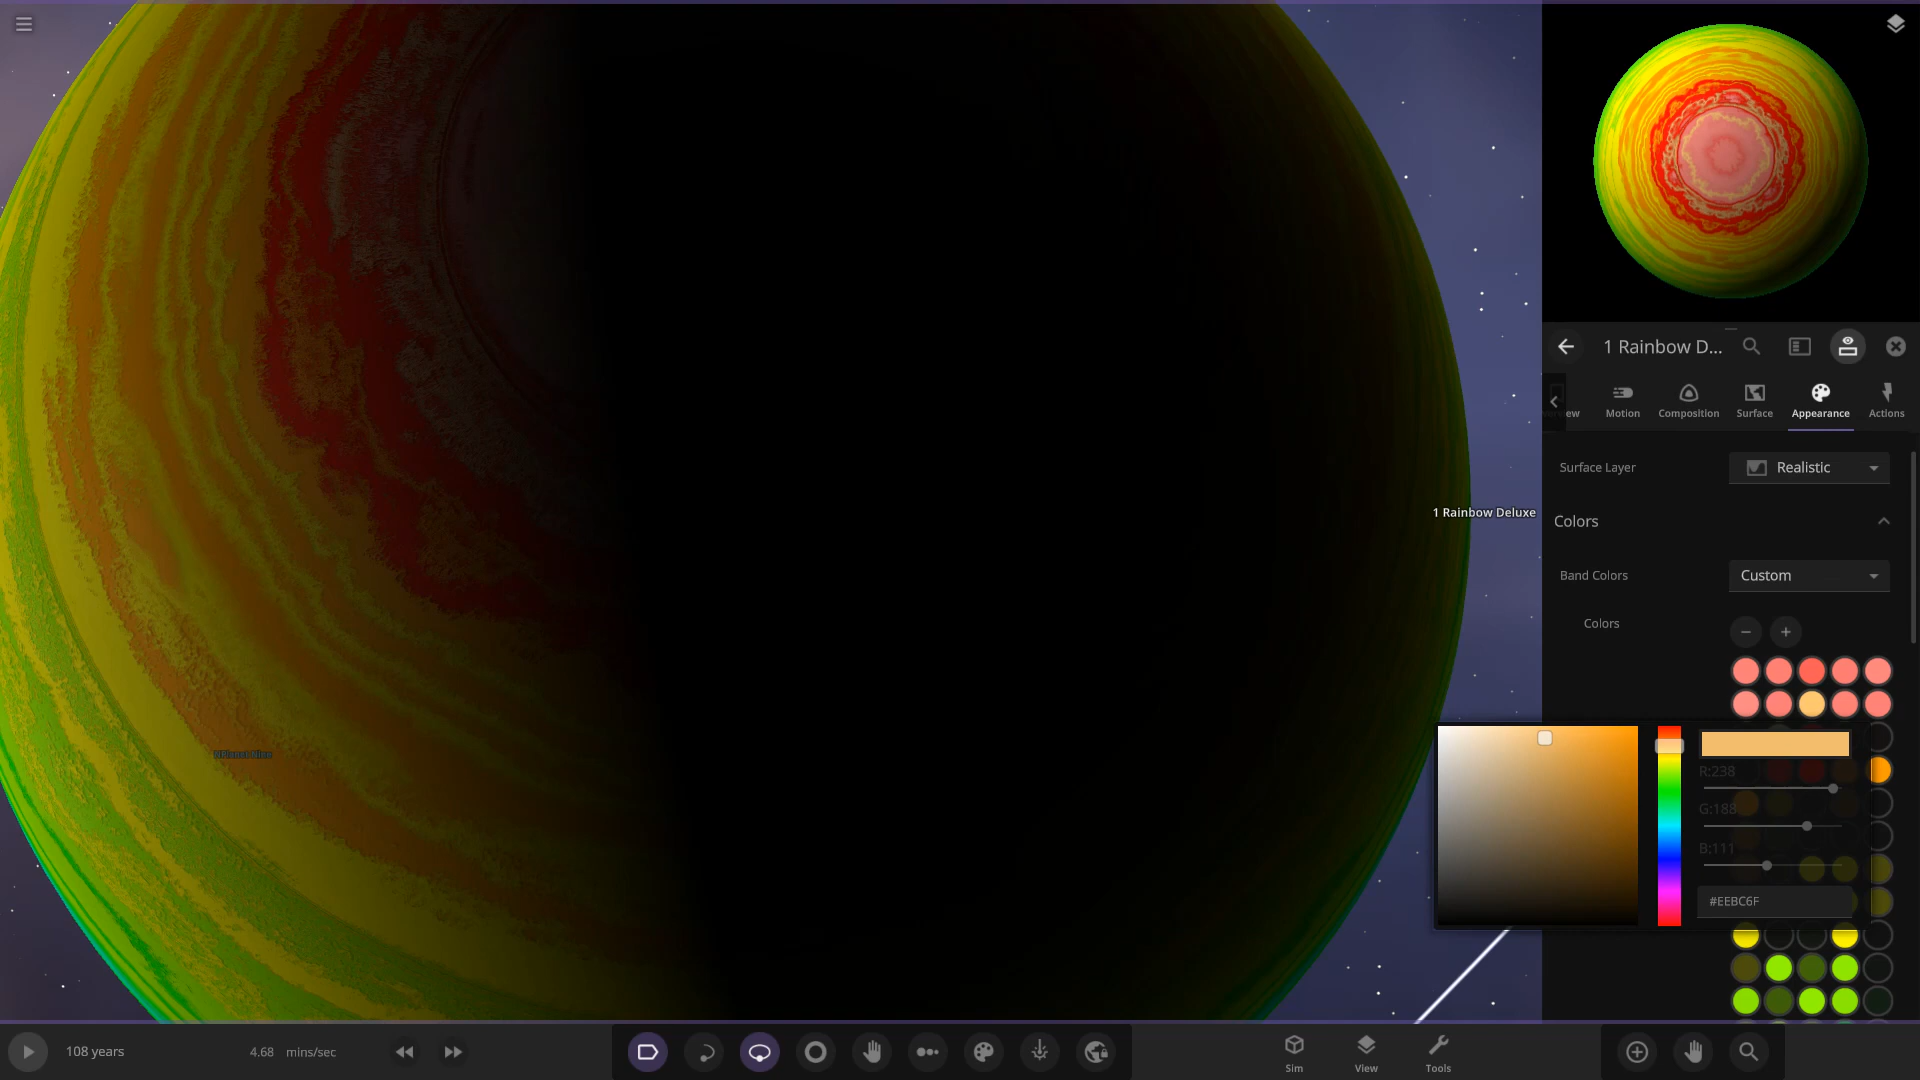 1 Rainbow D...
Motion
Composition
Surface
Appearance
Actions
Surface Layer
Realistic
Colors
Band Colors
Custom
Colors
1 Rainbow Deluxe
R:238
G:188
B:111
#EEBC6F
108 years
4.68 mins/sec
Sim
View
Tools